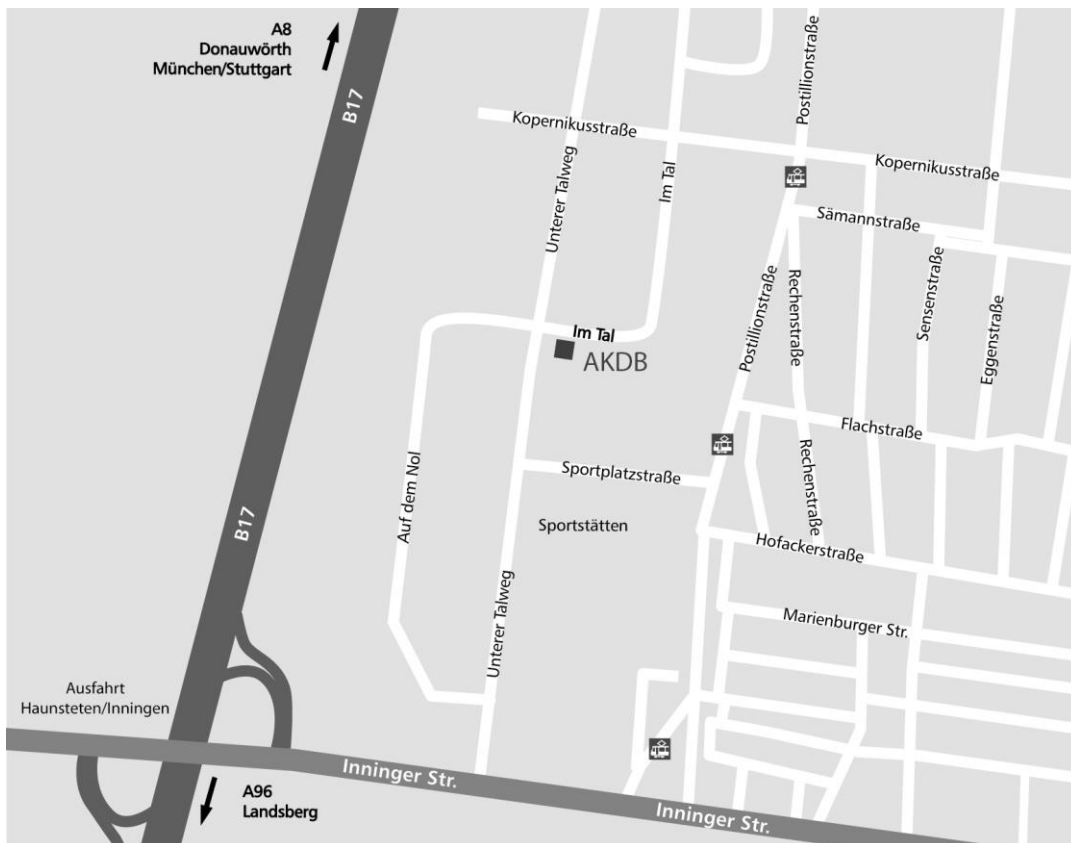 A8
Donauwörth
München/Stuttgart
B17
Postillionstraße
Kopernikusstraße
Kopernikusstraße
Unterer Talweg
Im Tal
Sämannstraße
Sensenstraße
Eggenstraße
Postillionstraße
Rechenstraße
Im Tal
AKDB
Flachstraße
Rechenstraße
Sportplatzstraße
Auf dem Nol
B17
Sportstätten
Hofackerstraße
Unterer Talweg
Marienburger Str.
Ausfahrt
Haunsteten/Inningen
Inninger Str.
A96
Landsberg
Inninger Str.